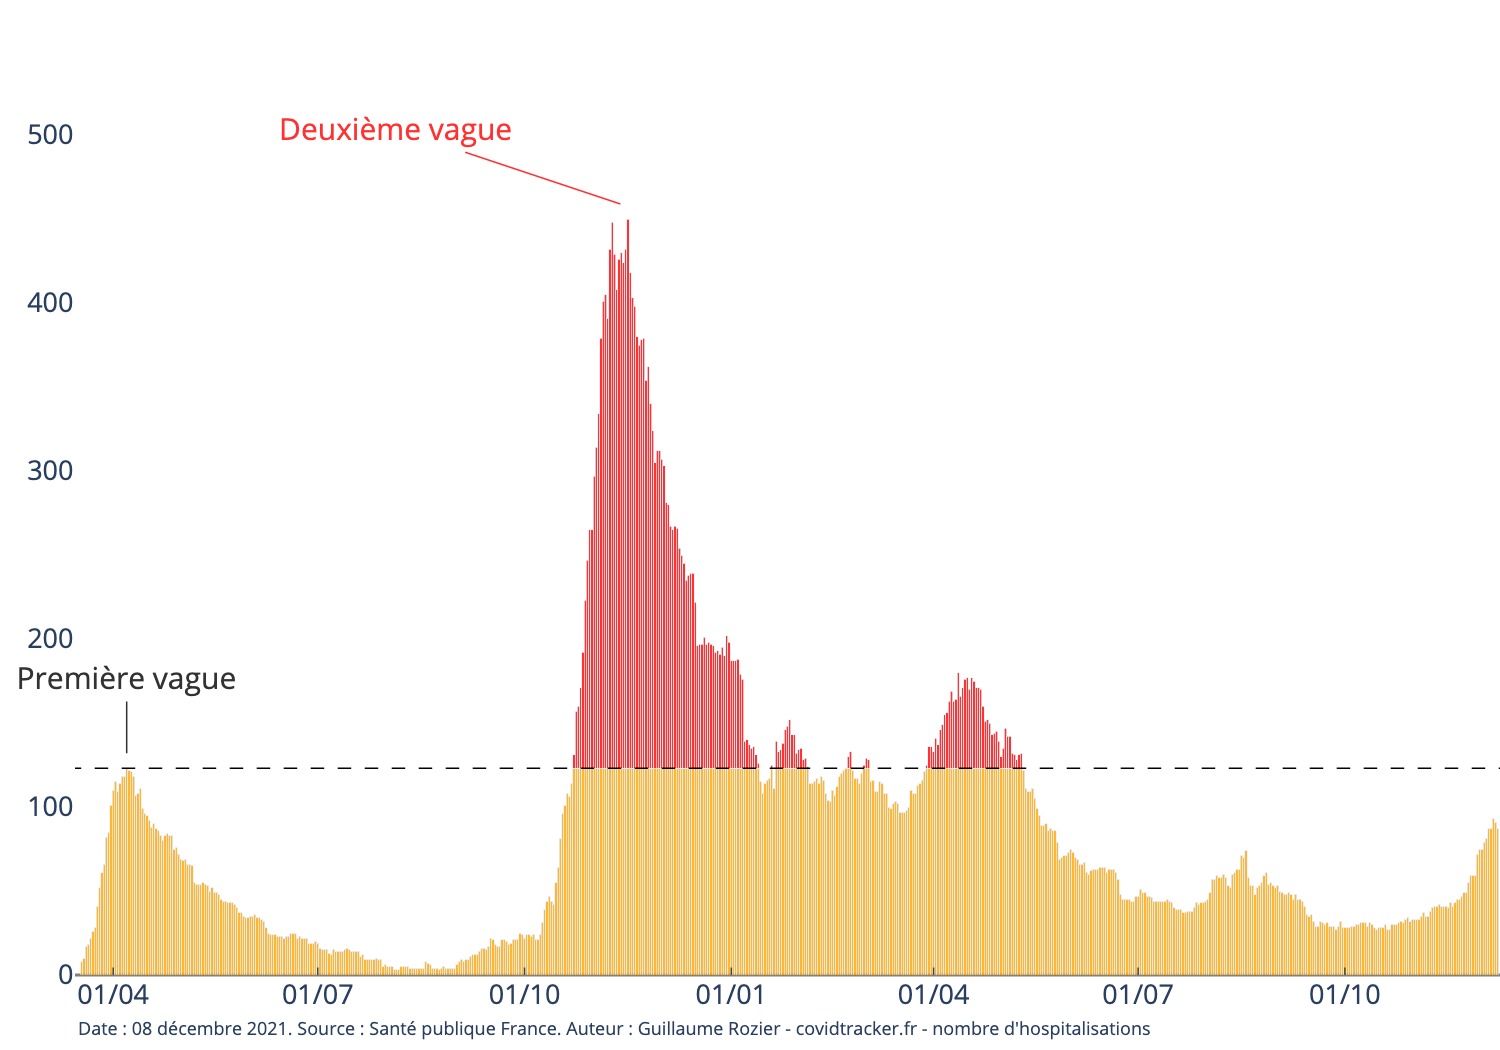 Deuxième vague
500
400
300
200
Première vague
100
0
01/04 01/07 01/10 01/01 01/04 01/07 01/10
Date : 08 décembre 2021. Source : Santé publique France. Auteur : Guillaume Rozier - covidtracker.fr - nombre d'hospitalisations